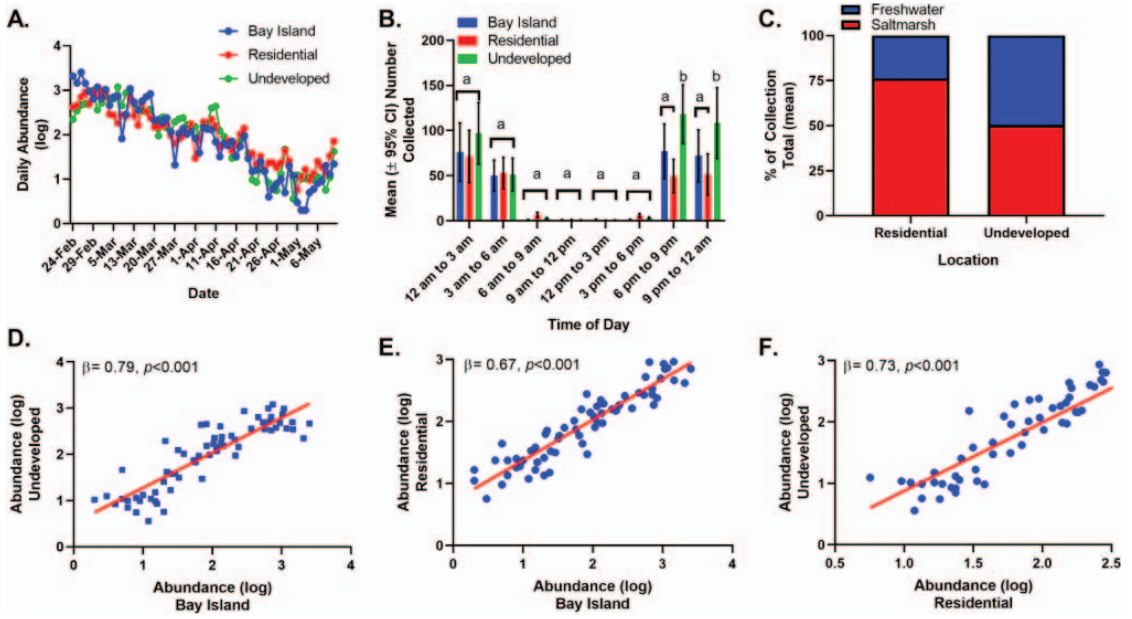 A.
Bay Island
Residential
Undeveloped
Daily Abundance
(log)
4
3
2
1
0
24-Feb
29-Feb
5-Mar
13-Mar
20-Mar
27-Mar
1-Apr
11-Apr
16-Apr
21-Apr
26-Apr
1-May
6-May
Date
B.
Bay Island
Residential
Undeveloped
Mean (± 95% CI) Number
Collected
200
150
100
50
0
a
a
a
a
a
a
a
b
a
b
12 am to 3 am
3 am to 6 am
6 am to 9 am
9 am to 12 pm
12 pm to 3 pm
3 pm to 6 pm
6 pm to 9 pm
9 pm to 12 am
Time of Day
C.
Freshwater
Saltmarsh
% of Collection
Total (mean)
100
75
50
25
0
Residential
Undeveloped
Location
D.
β= 0.79, p<0.001
Abundance (log)
Undeveloped
4
3
2
1
0
0
1
2
3
4
Abundance (log)
Bay Island
E.
β= 0.67, p<0.001
Abundance (log)
Residential
3
2
1
0
0
1
2
3
4
Abundance (log)
Bay Island
F.
β= 0.73, p<0.001
Abundance (log)
Undeveloped
3
2
1
0
0.5
1.0
1.5
2.0
2.5
Abundance (log)
Residential